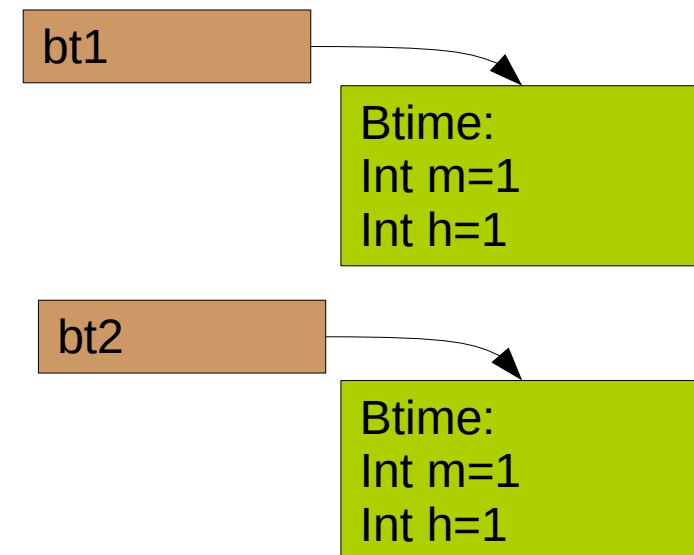 bt1
Btime:
Int m=1
Int h=1
bt2
Btime:
Int m=1
Int h=1